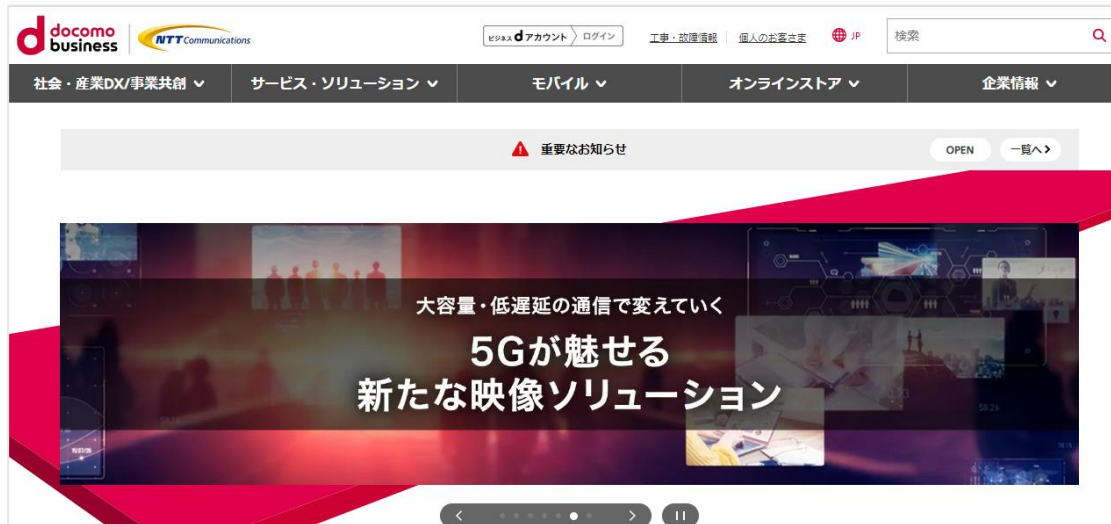 docomo
business
NTT Communications
ビジネスdアカウント ログイン
工事・故障情報
個人のお客さま
JP
検索
社会・産業DX/事業共創
サービス・ソリューション
モバイル
オンラインストア
企業情報
重要なお知らせ
OPEN
一覧へ
大容量・低遅延の通信で変えていく
5Gが魅せる
新たな映像ソリューション